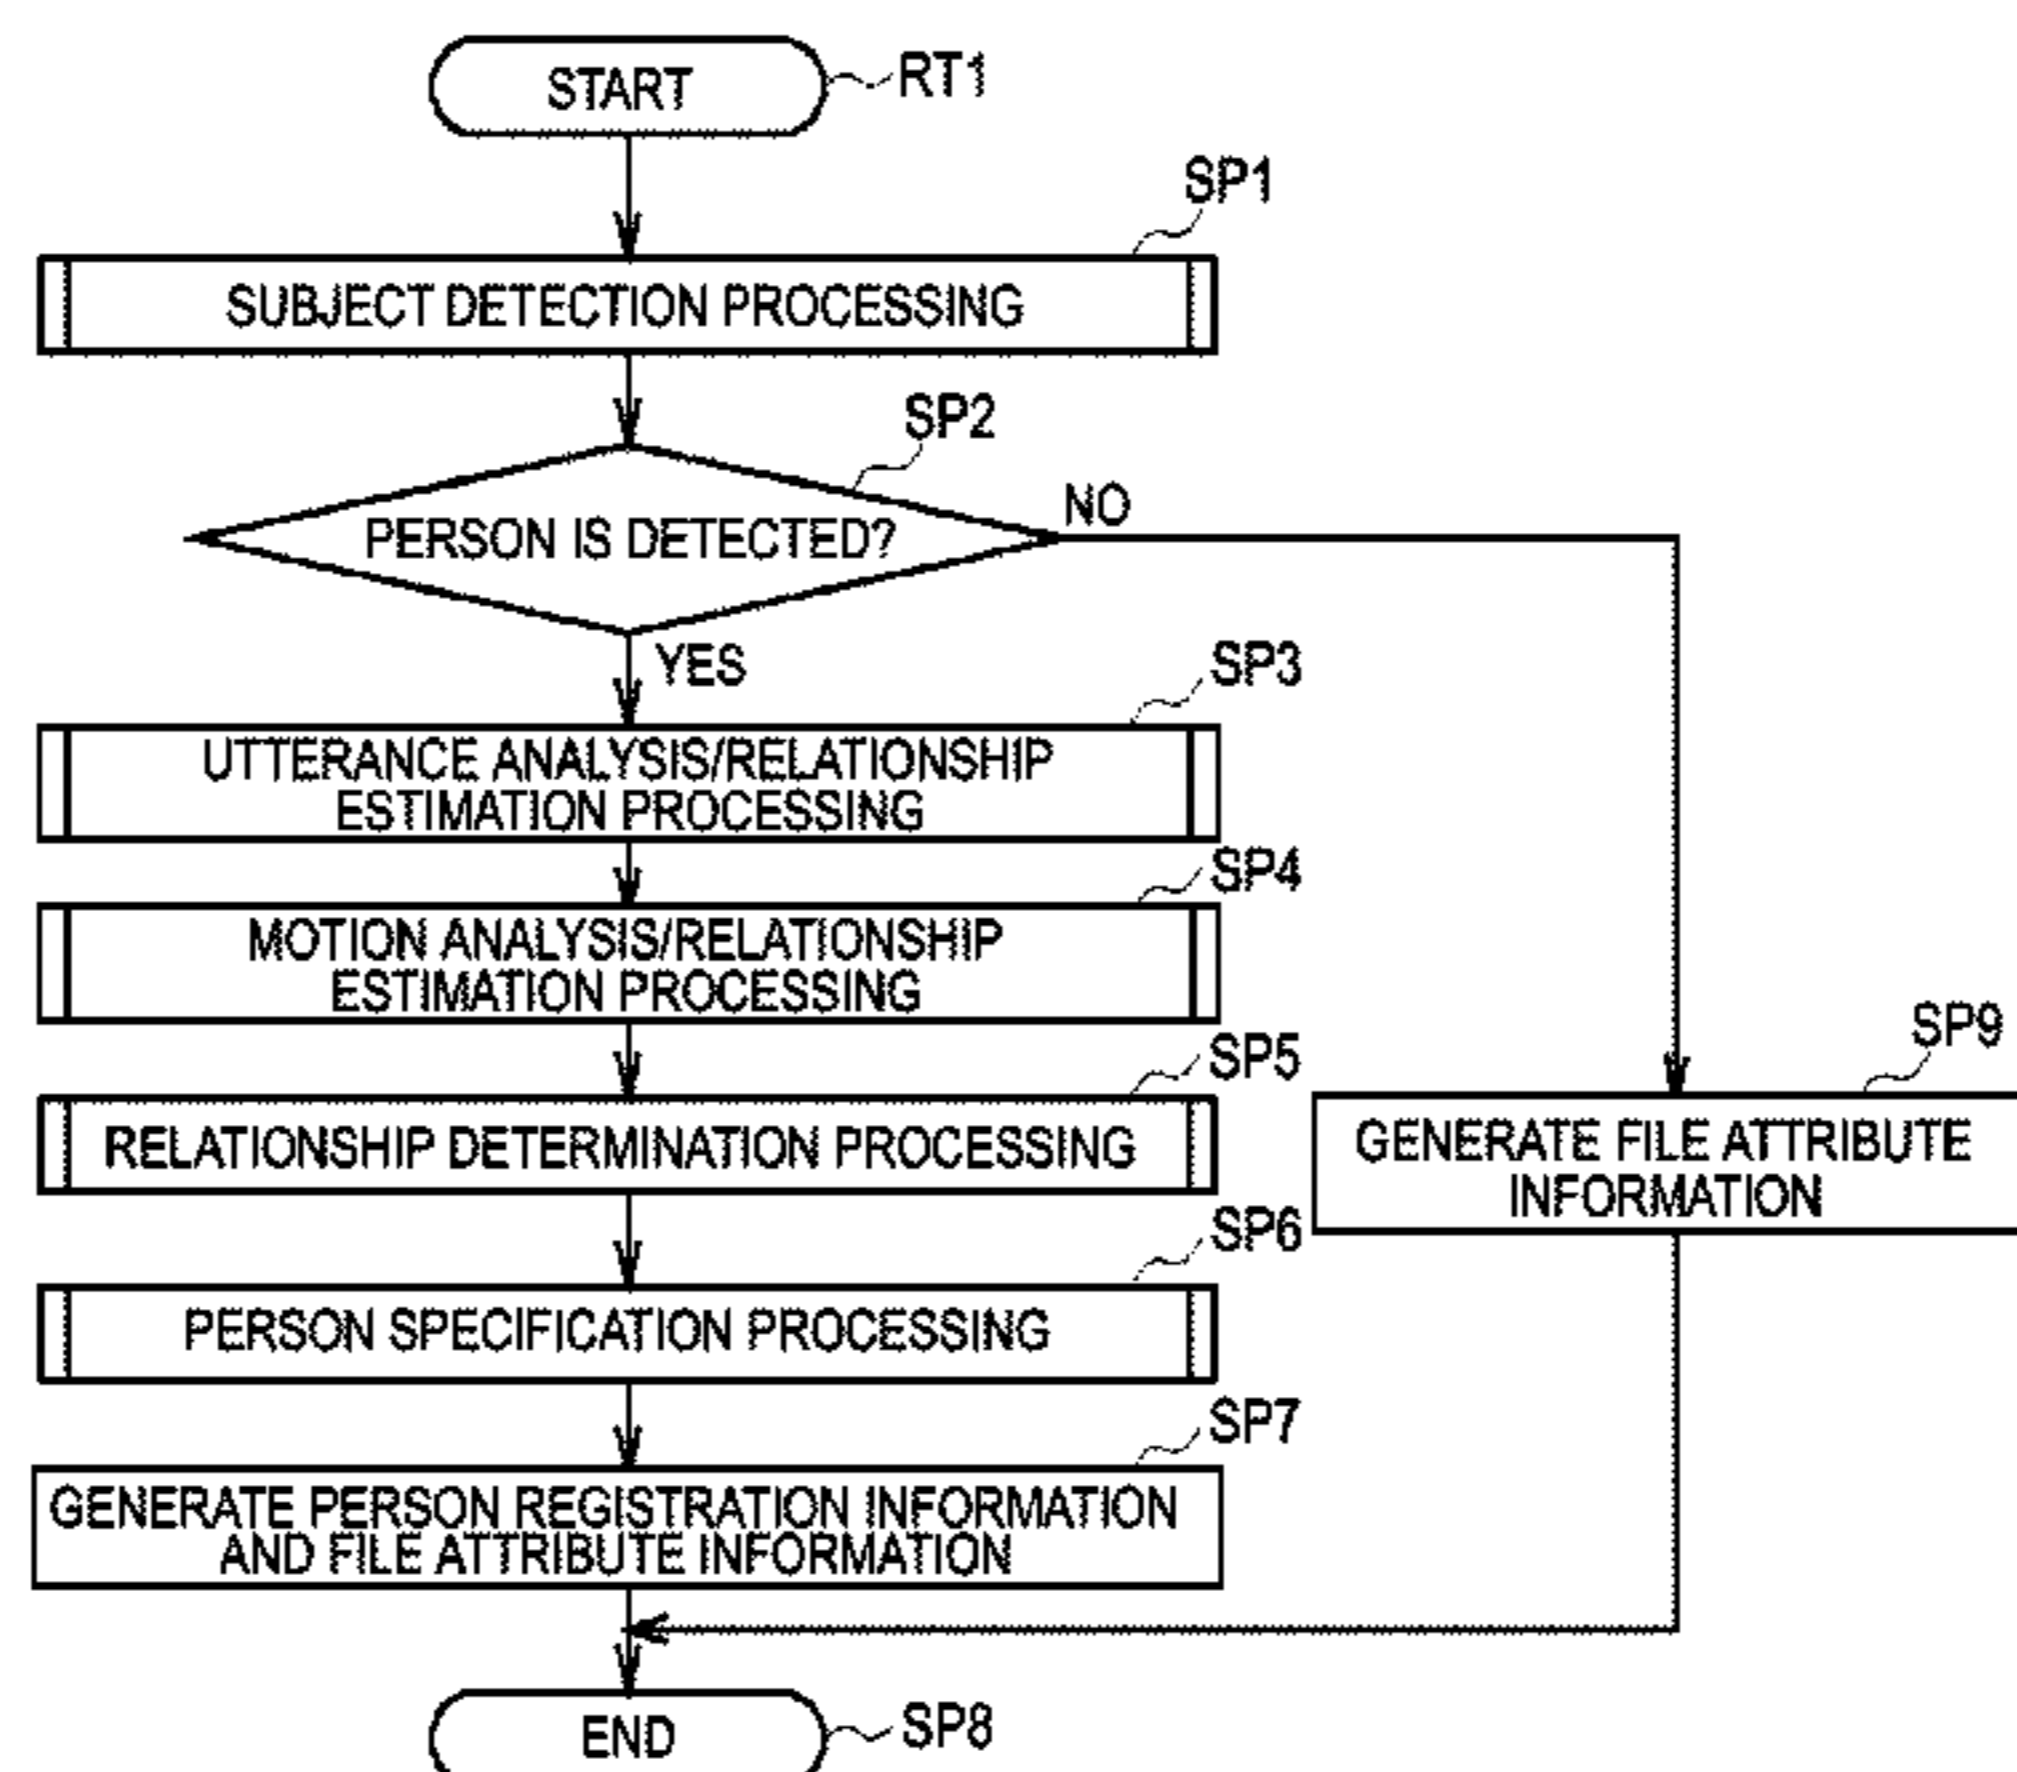 START
RT1
SP1
SUBJECT DETECTION PROCESSING
SP2
PERSON IS DETECTED?
NO
YES
SP3
UTTERANCE ANALYSIS/RELATIONSHIP
ESTIMATION PROCESSING
SP4
MOTION ANALYSIS/RELATIONSHIP
ESTIMATION PROCESSING
SP5
RELATIONSHIP DETERMINATION PROCESSING
SP9
GENERATE FILE ATTRIBUTE
INFORMATION
SP6
PERSON SPECIFICATION PROCESSING
SP7
GENERATE PERSON REGISTRATION INFORMATION
AND FILE ATTRIBUTE INFORMATION
END
SP8